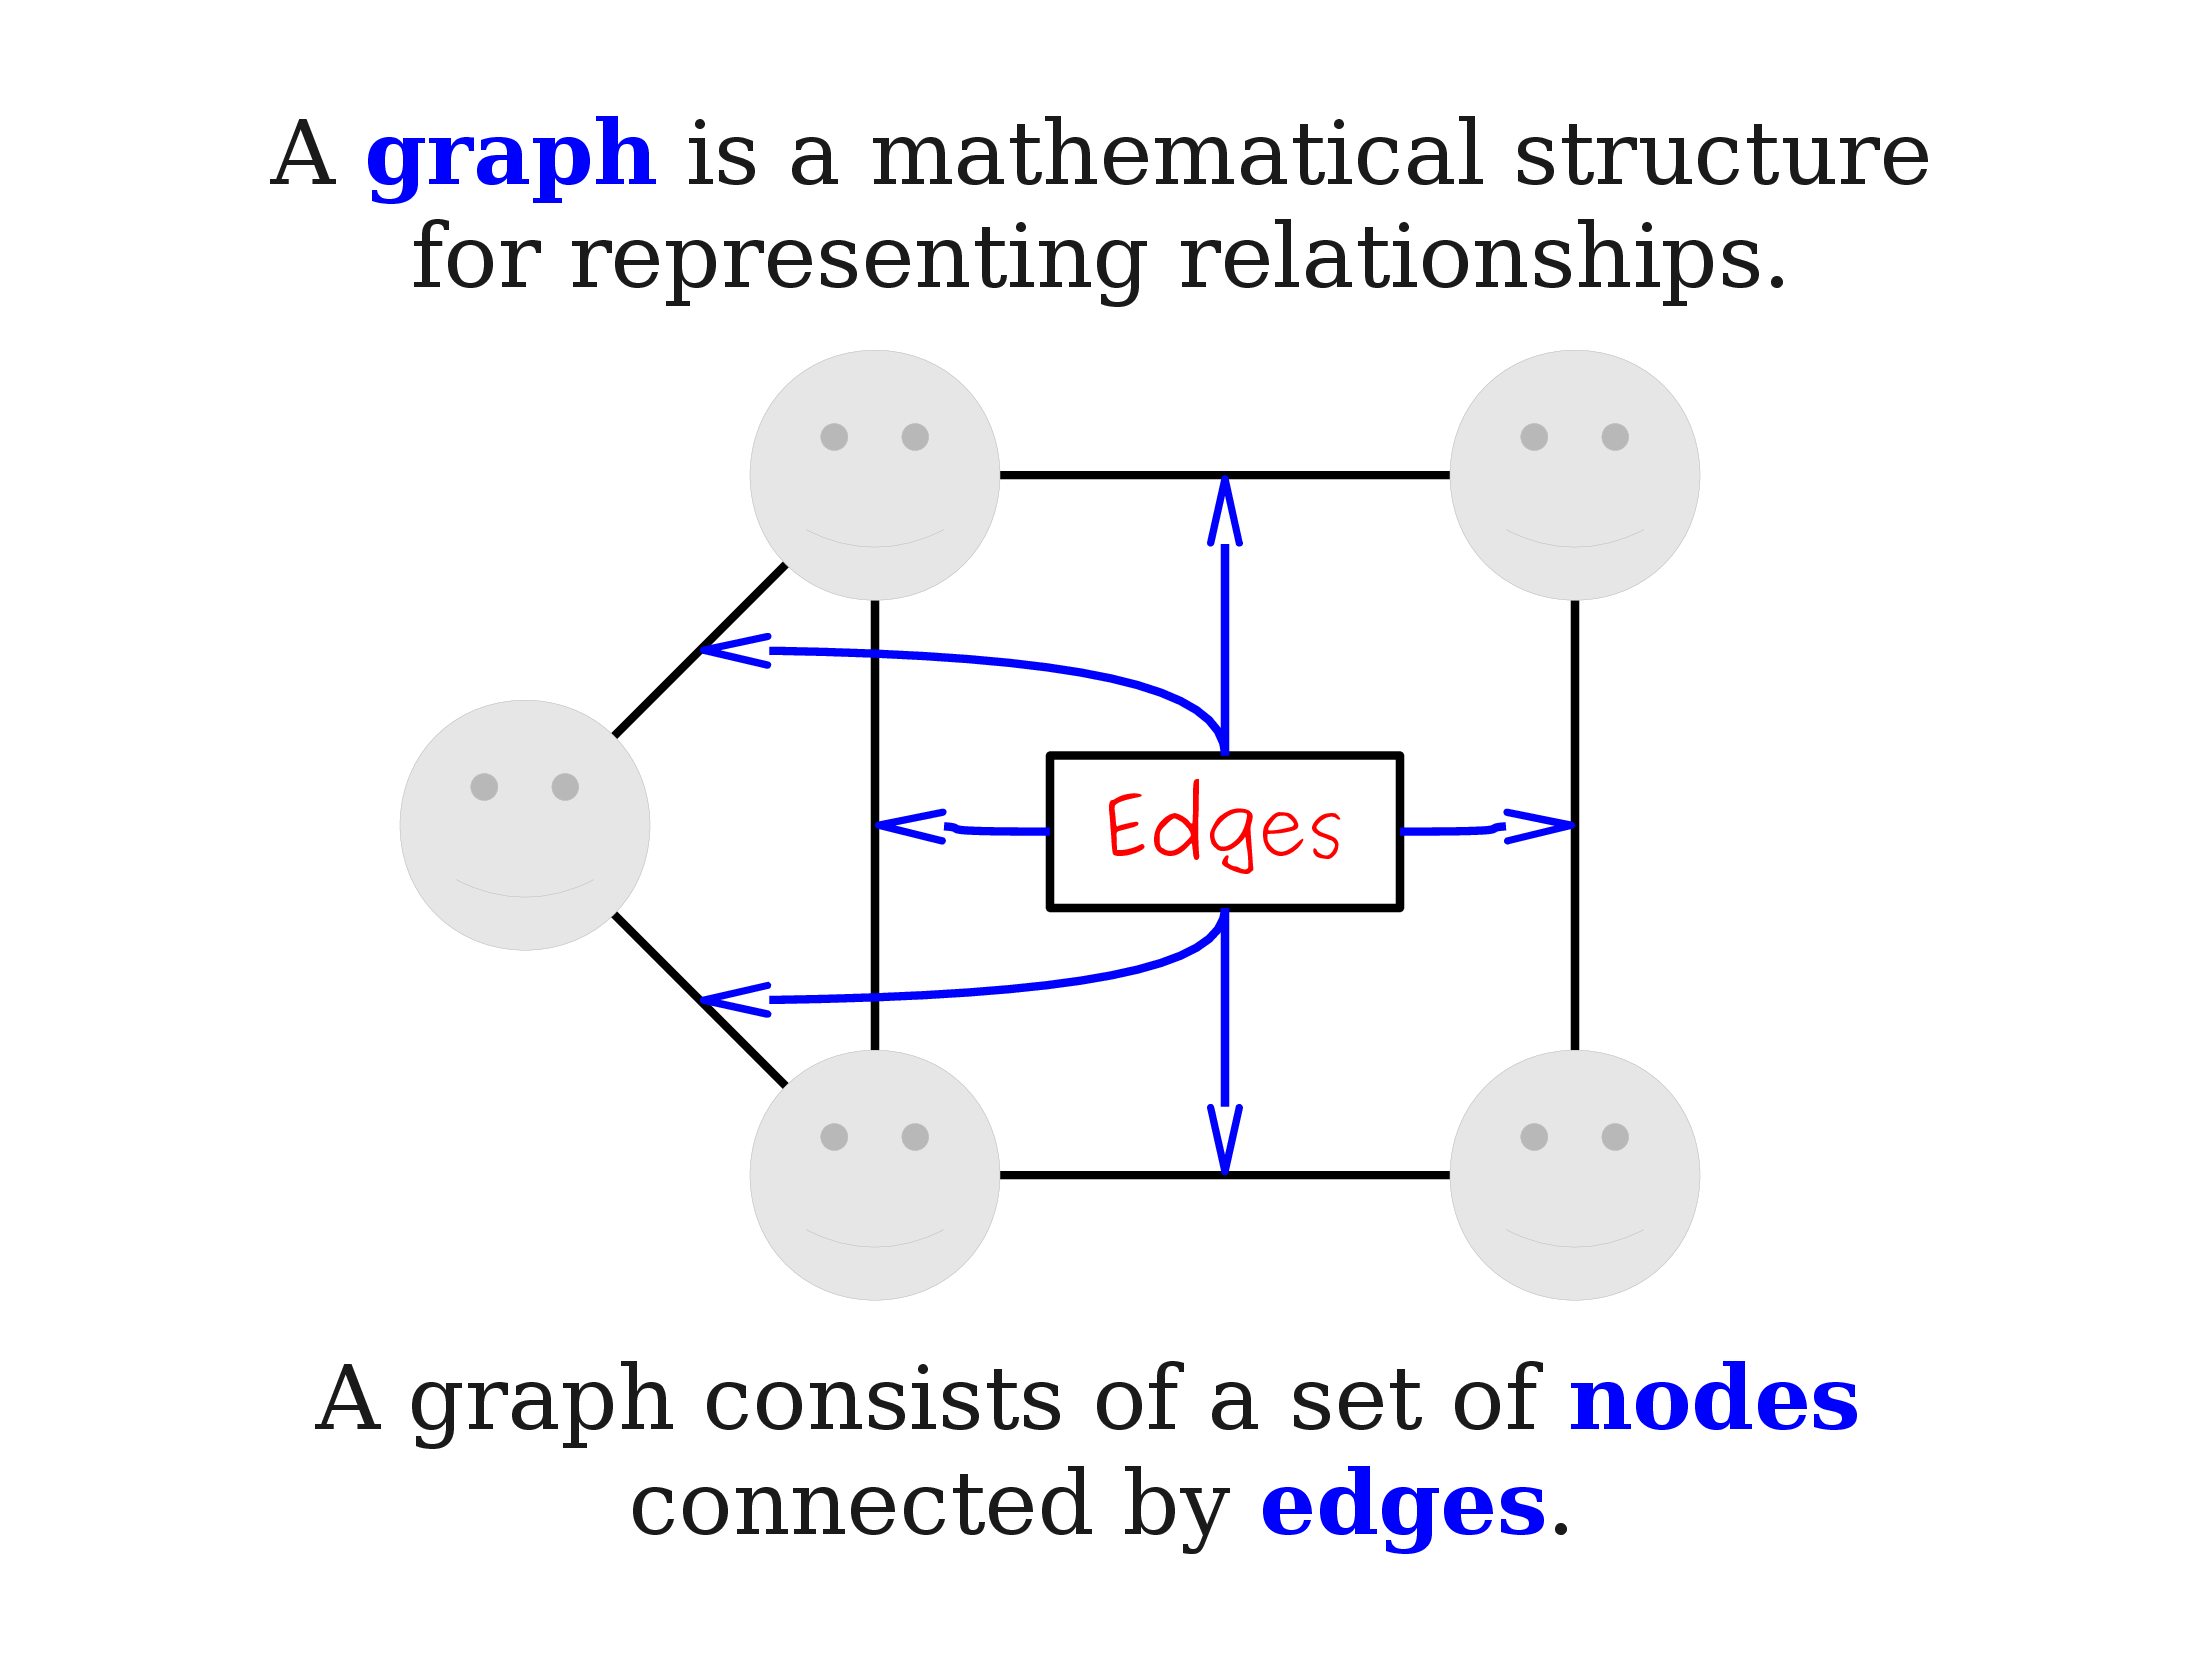 A graph is a mathematical structure
for representing relationships.
Edges
A graph consists of a set of nodes
connected by edges.